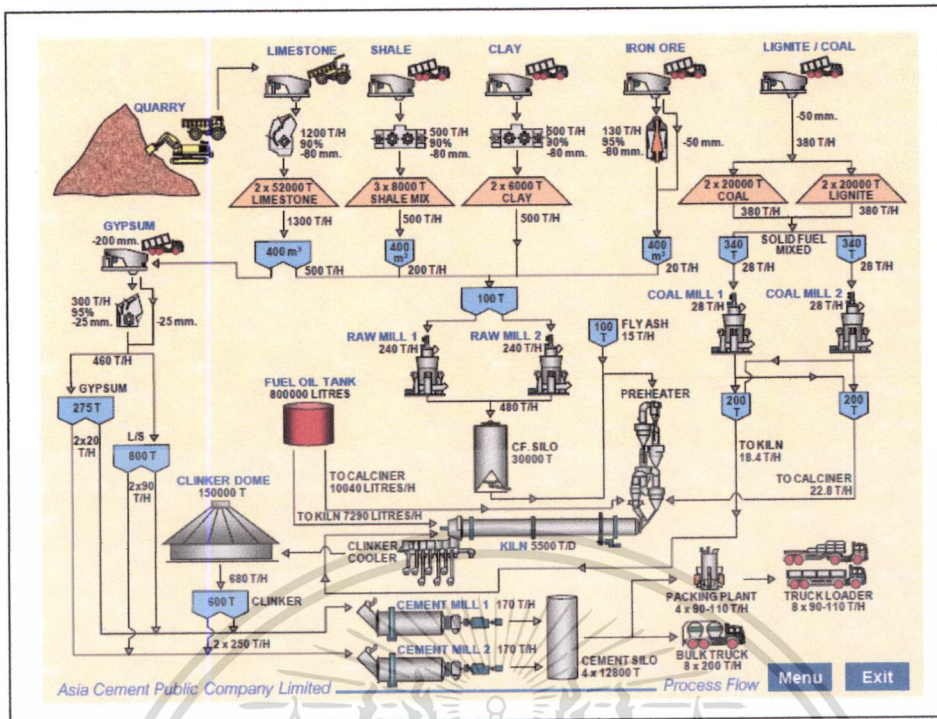 LIMESTONE
SHALE
CLAY
IRON ORE
LIGNITE / COAL
QUARRY
1200 T/H
90%
-80 mm.
500 T/H
90%
-80 mm.
500 T/H
90%
-80 mm.
130 T/H
95%
-80 mm.
-50 mm.
-50 mm.
380 T/H
2 x 52000 T
LIMESTONE
3 x 8000 T
SHALE MIX
2 x 6000 T
CLAY
2 x 20000 T
COAL
2 x 20000 T
LIGNITE
1300 T/H
500 T/H
500 T/H
380 T/H
380 T/H
GYPSUM
-200 mm.
400 m³
500 T/H
400
m³
200 T/H
400
m³
20 T/H
340
T
SOLID FUEL
MIXED
340
T
28 T/H
28 T/H
300 T/H
95%
-25 mm.
-25 mm.
100 T
COAL MILL 1
28 T/H
COAL MILL 2
28 T/H
RAW MILL 1
240 T/H
RAW MILL 2
240 T/H
100
T
FLY ASH
15 T/H
460 T/H
GYPSUM
275 T
2x20
T/H
L/S
800 T
2x90
T/H
FUEL OIL TANK
800000 LITRES
480 T/H
PREHEATER
200
T
200
T
CF. SILO
30000 T
TO KILN
18.4 T/H
TO CALCINER
22.8 T/H
CLINKER DOME
150000 T
TO CALCINER
10040 LITRES/H
TO KILN 7290 LITRES/H
CLINKER
COOLER
KILN 5500 T/D
680 T/H
600 T
CLINKER
2 x 250 T/H
CEMENT MILL 1
170 T/H
CEMENT MILL 2
170 T/H
CEMENT SILO
4 x 12800 T
PACKING PLANT
4 x 90-110 T/H
TRUCK LOADER
8 x 90-110 T/H
BULK TRUCK
8 x 200 T/H
Asia Cement Public Company Limited
Process Flow
Menu
Exit